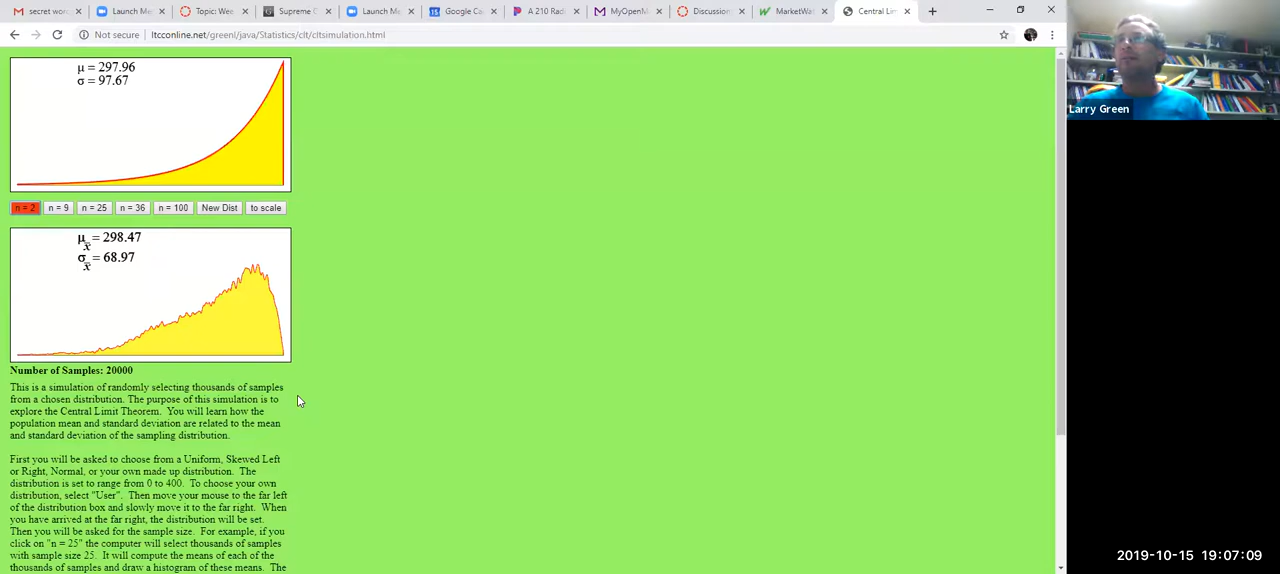 secret wor
Launch Me
Topic: Wee
Supreme C
Launch Me
Google Ca
A 210 Rad
MyOpenM
Discussion
MarketWa
Central Li
Not secure
ltcconline.net/greenl/java/Statistics/clt/cltsimulation.html
Larry Green
μ = 297.96
σ = 97.67
n = 2 n = 9 n = 25 n = 36 n = 100 New Dist to scale
μx̄ = 298.47
σx̄ = 68.97
Number of Samples: 20000
This is a simulation of randomly selecting thousands of samples
from a chosen distribution. The purpose of this simulation is to
explore the Central Limit Theorem. You will learn how the
population mean and standard deviation are related to the mean
and standard deviation of the sampling distribution.
First you will be asked to choose from a Uniform, Skewed Left
or Right, Normal, or your own made up distribution. The
distribution is set to range from 0 to 400. To choose your own
distribution, select "User". Then move your mouse to the far left
of the distribution box and slowly move it to the far right. When
you have arrived at the far right, the distribution will be set.
Then you will be asked for the sample size. For example, if you
click on "n = 25" the computer will select thousands of samples
with sample size 25. It will compute the means of each of the
thousands of samples and draw a histogram of these means. The
2019-10-15 19:07:09